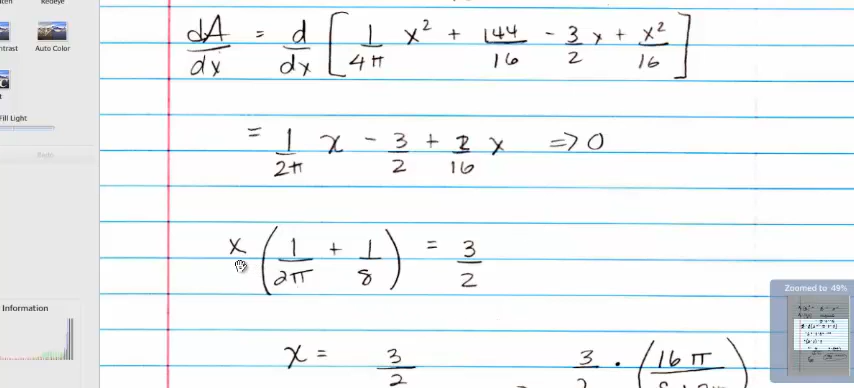 Redeye
Auto Color
Fill Light
dA/dx = d/dx [ 1/4π x² + 144/16 - 3/2 x + x²/16 ]
= 1/2π x - 3/2 + 2/16 x => 0
x ( 1/2π + 1/8 ) = 3/2
Information
Zoomed to 49%
x = 3/2 3 · ( 16π